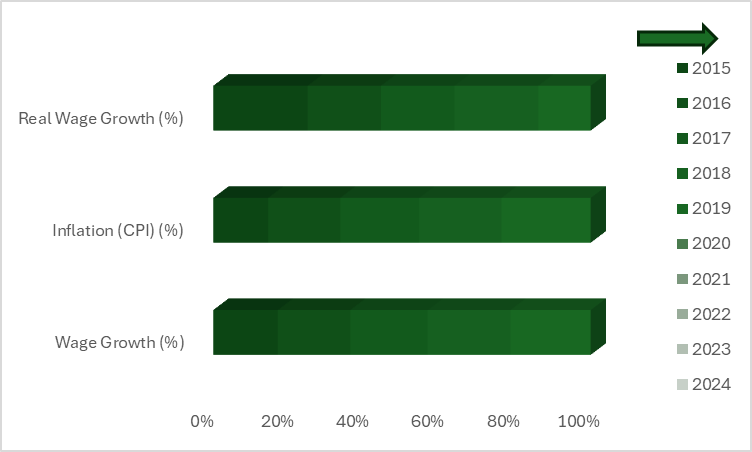 2015
Real Wage Growth (%)
2016
2017
2018
2019
Inflation (CPI) (%)
2020
2021
2022
Wage Growth (%)
2023
2024
0% 20% 40% 60% 80% 100%